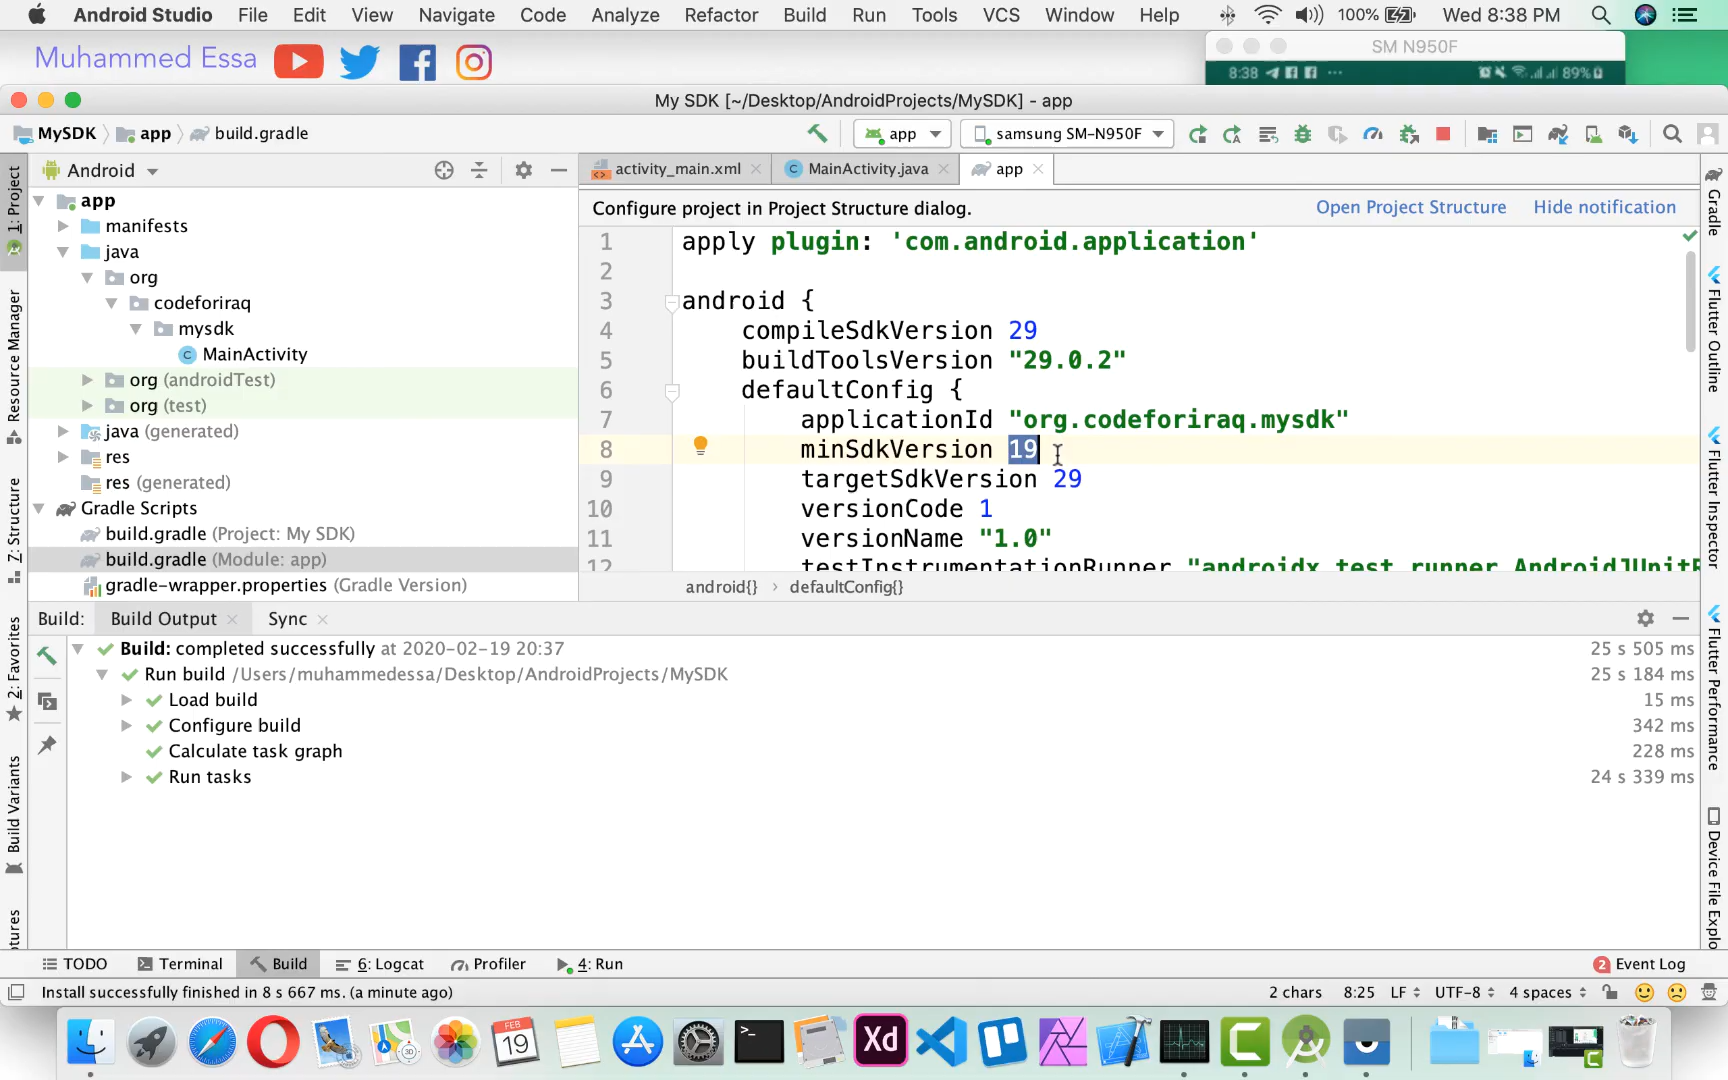 Android Studio File Edit View Navigate Code Analyze Refactor Build Run Tools VCS Window Help 100% Wed 8:38 PM
Muhammed Essa
SM N950F
8:38 89%
My SDK [~/Desktop/AndroidProjects/MySDK] - app
MySDK app build.gradle
app samsung SM-N950F
Android
activity_main.xml MainActivity.java app
app
manifests
java
org
codeforiraq
mysdk
MainActivity
org (androidTest)
org (test)
java (generated)
res
res (generated)
Gradle Scripts
build.gradle (Project: My SDK)
build.gradle (Module: app)
gradle-wrapper.properties (Gradle Version)
Configure project in Project Structure dialog. Open Project Structure Hide notification
1 apply plugin: 'com.android.application'
2
3 android {
4 compileSdkVersion 29
5 buildToolsVersion "29.0.2"
6 defaultConfig {
7 applicationId "org.codeforiraq.mysdk"
8 minSdkVersion 19
9 targetSdkVersion 29
10 versionCode 1
11 versionName "1.0"
12 testInstrumentationRunner "androidx.test.runner.AndroidJUnitR
android{} › defaultConfig{}
1: Project
Resource Manager
Z: Structure
2: Favorites
Build Variants
Gradle
Flutter Outline
Flutter Inspector
Flutter Performance
Device File Explo
Build: Build Output Sync
Build: completed successfully at 2020-02-19 20:37 25 s 505 ms
Run build /Users/muhammedessa/Desktop/AndroidProjects/MySDK 25 s 184 ms
Load build 15 ms
Configure build 342 ms
Calculate task graph 228 ms
Run tasks 24 s 339 ms
TODO Terminal Build 6: Logcat Profiler 4: Run 2 Event Log
Install successfully finished in 8 s 667 ms. (a minute ago) 2 chars 8:25 LF UTF-8 4 spaces
FEB
19
Xd